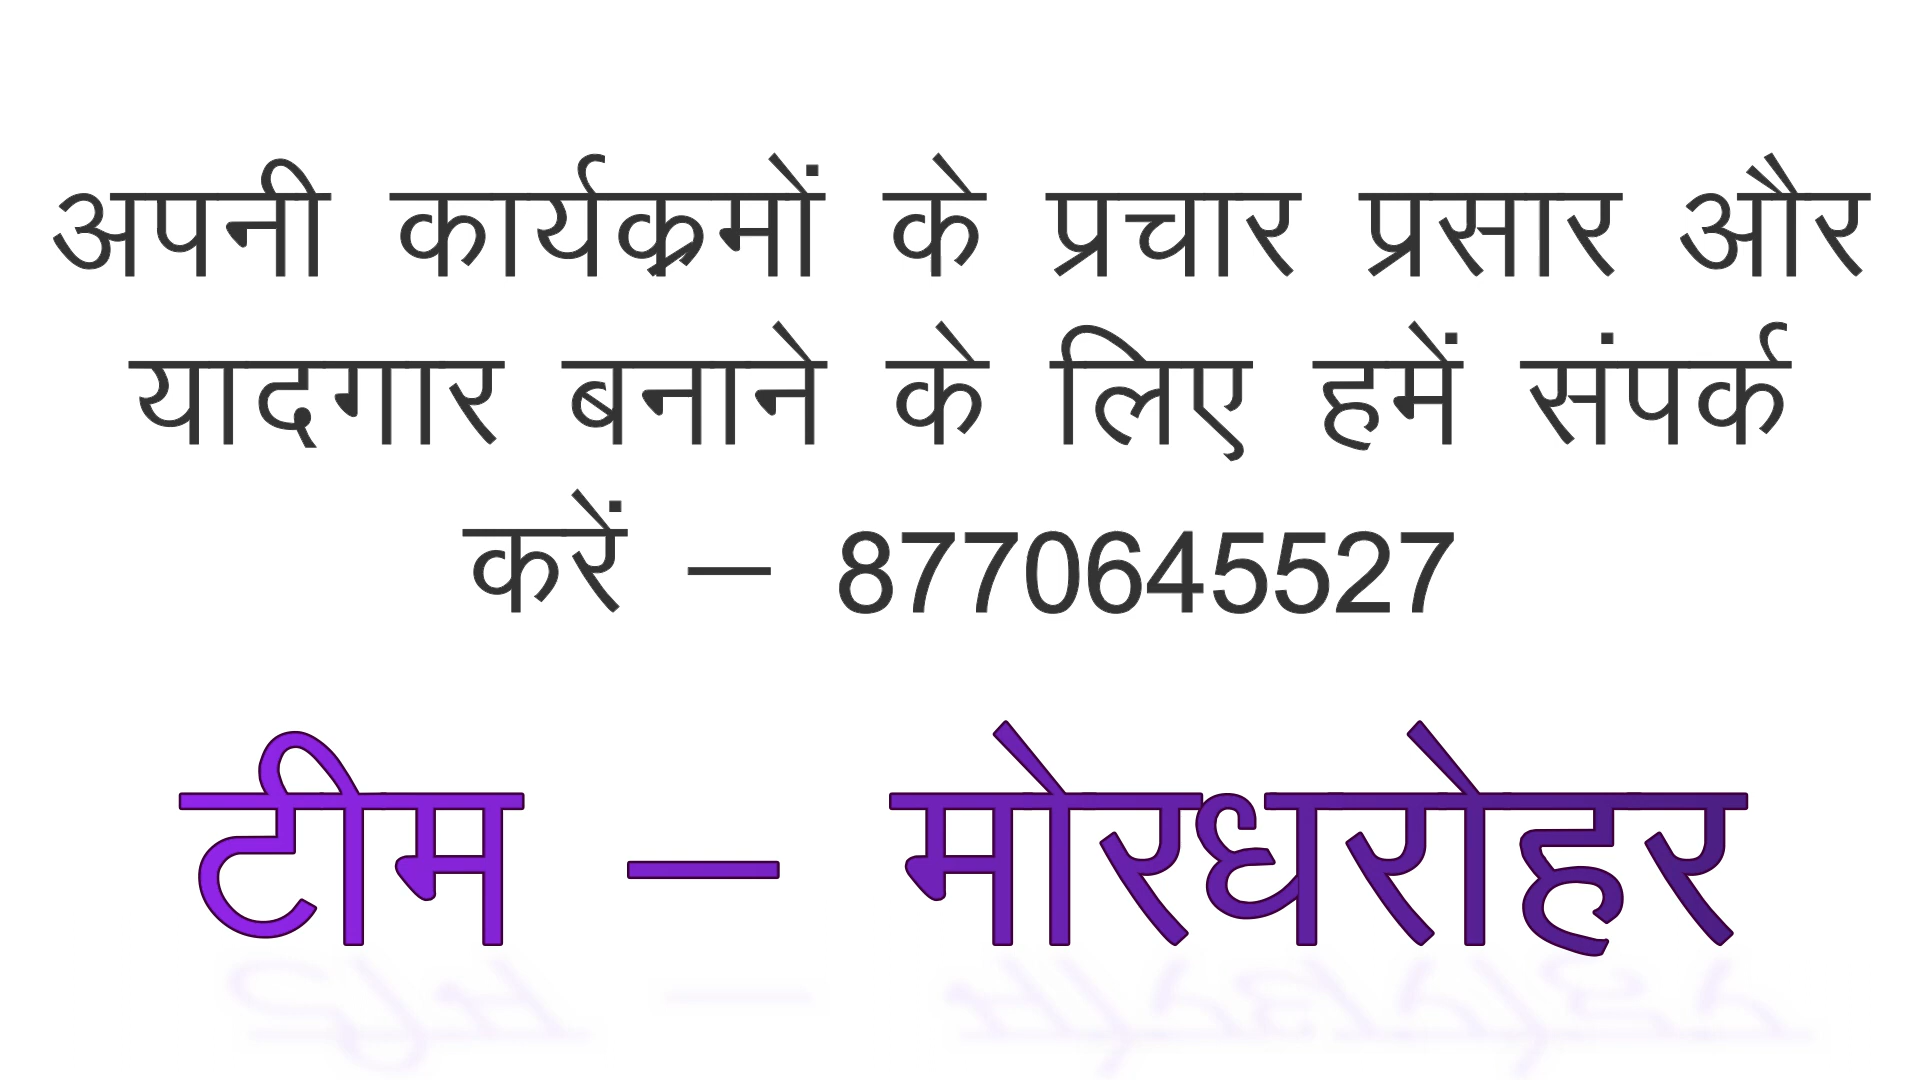 अपनी कार्यक्रमों के प्रचार प्रसार और
यादगार बनाने के लिए हमें संपर्क
करें – 8770645527
टीम – मोरधरोहर